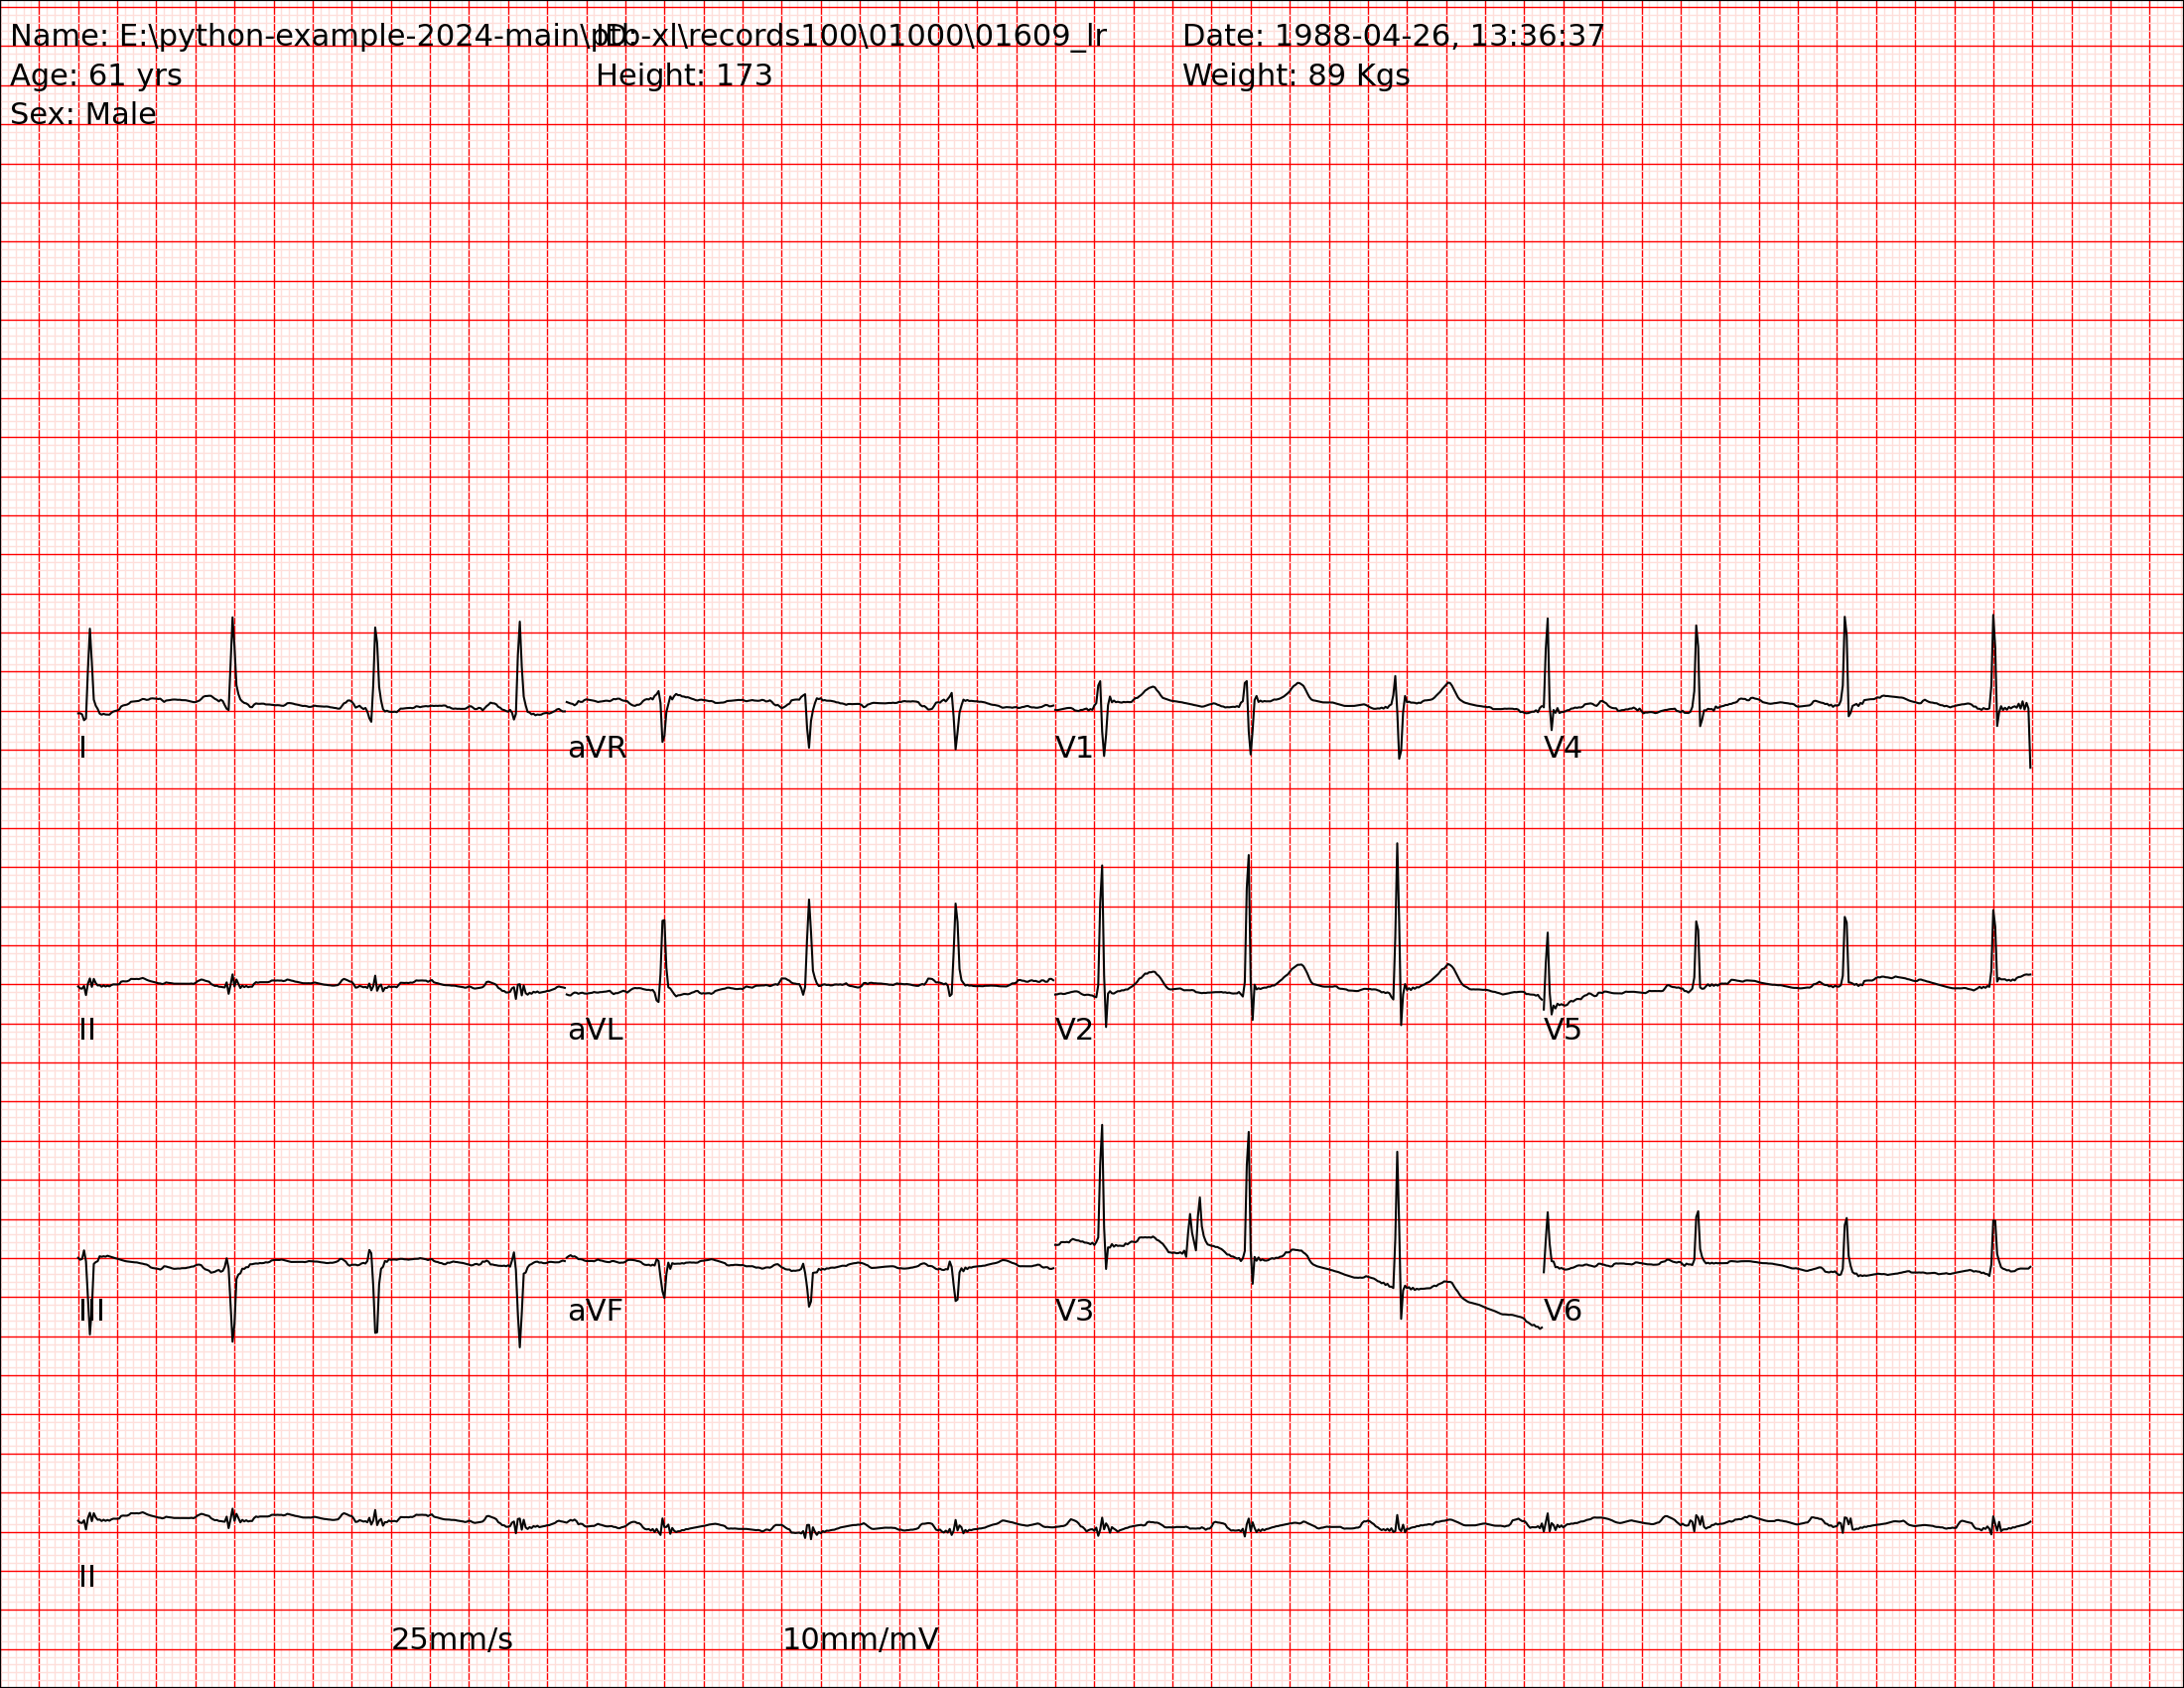 Name: E:\python-example-2024-main\ptb-xl\records100\01000\01609_lr ID: Date: 1988-04-26, 13:36:37
Age: 61 yrs Height: 173 Weight: 89 Kgs
Sex: Male
I aVR V1 V4
II aVL V2 V5
III aVF V3 V6
II
25mm/s 10mm/mV